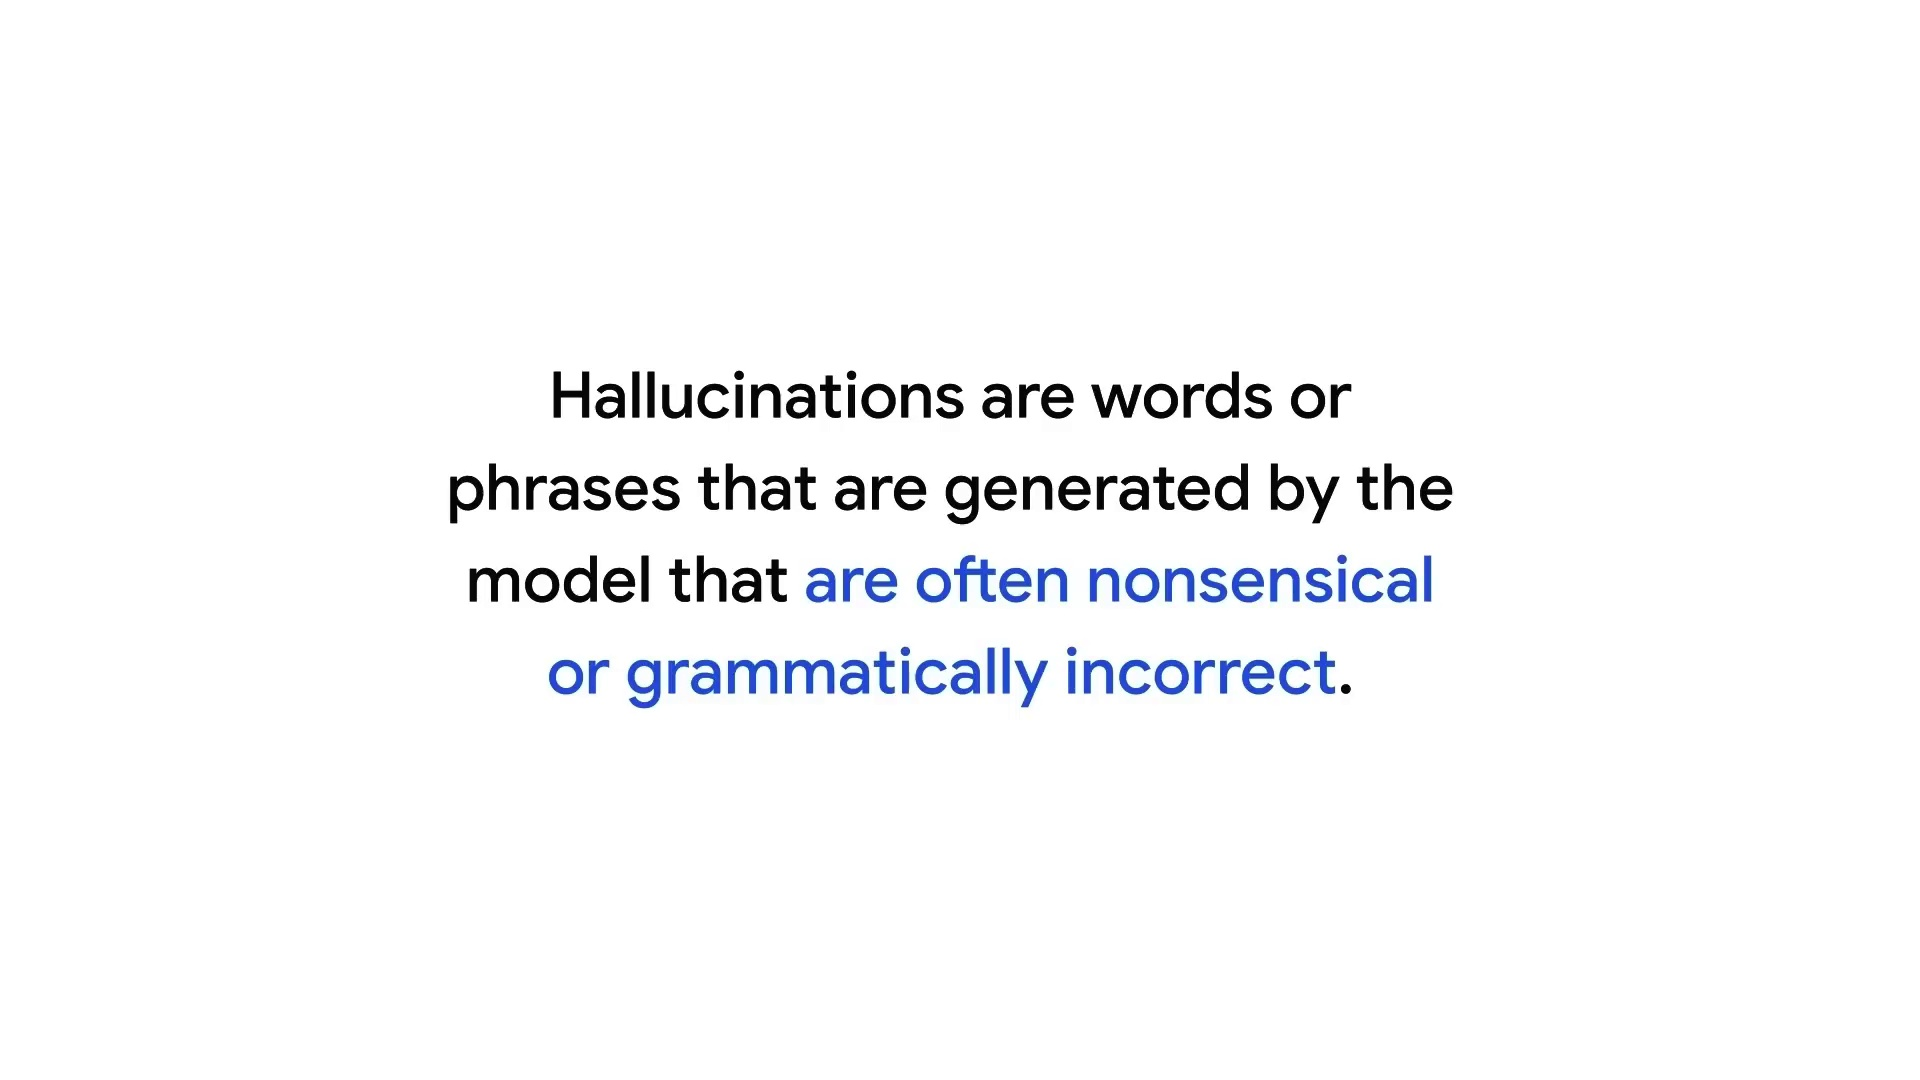 Hallucinations are words or
phrases that are generated by the
model that are often nonsensical
or grammatically incorrect.